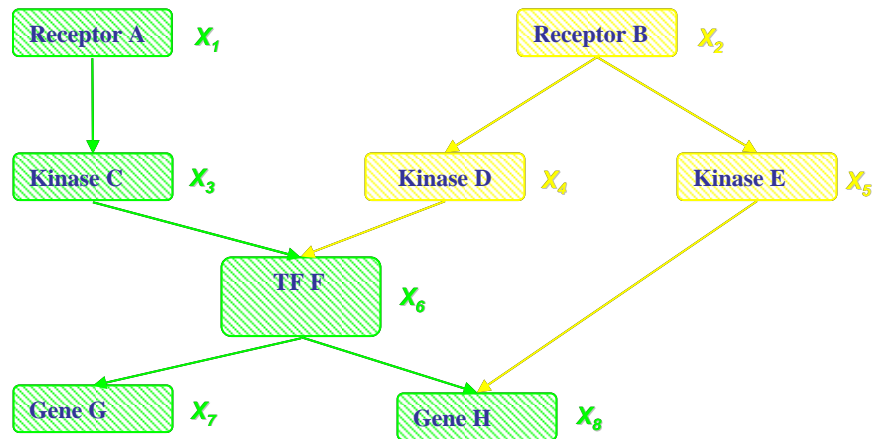 Receptor A X1 Receptor B X2
Kinase C X3 Kinase D X4 Kinase E X5
TF F X6
Gene G X7 Gene H X8